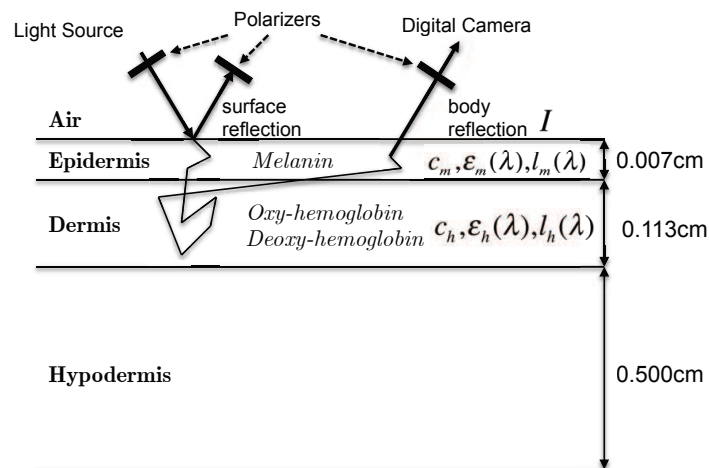 Light Source
Polarizers
Digital Camera
surface
reflection
body
reflection
I
Air
Epidermis
Melanin
c_m, ε_m(λ), l_m(λ)
0.007cm
Dermis
Oxy-hemoglobin
Deoxy-hemoglobin
c_h, ε_h(λ), l_h(λ)
0.113cm
Hypodermis
0.500cm